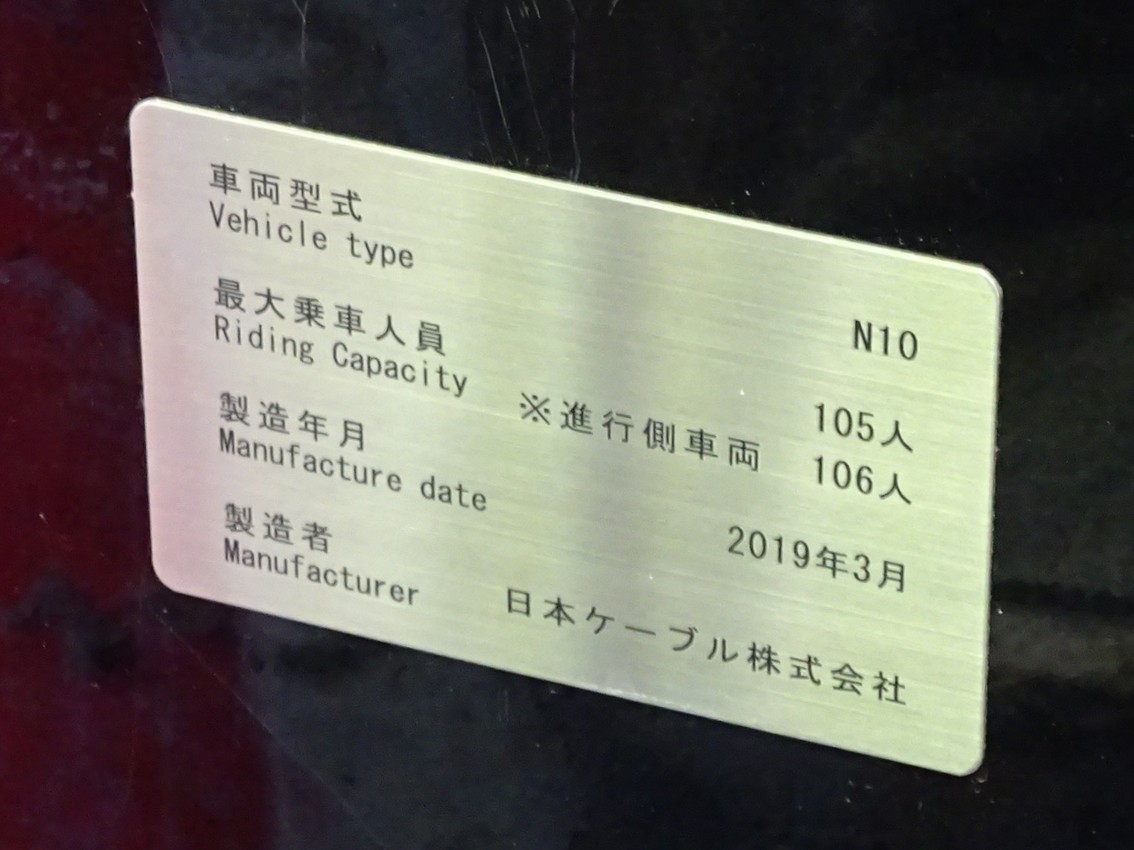 車両型式
Vehicle type
N10
最大乗車人員
Riding Capacity
105人
※進行側車両 106人
製造年月
Manufacture date
2019年3月
製造者
Manufacturer
日本ケーブル株式会社